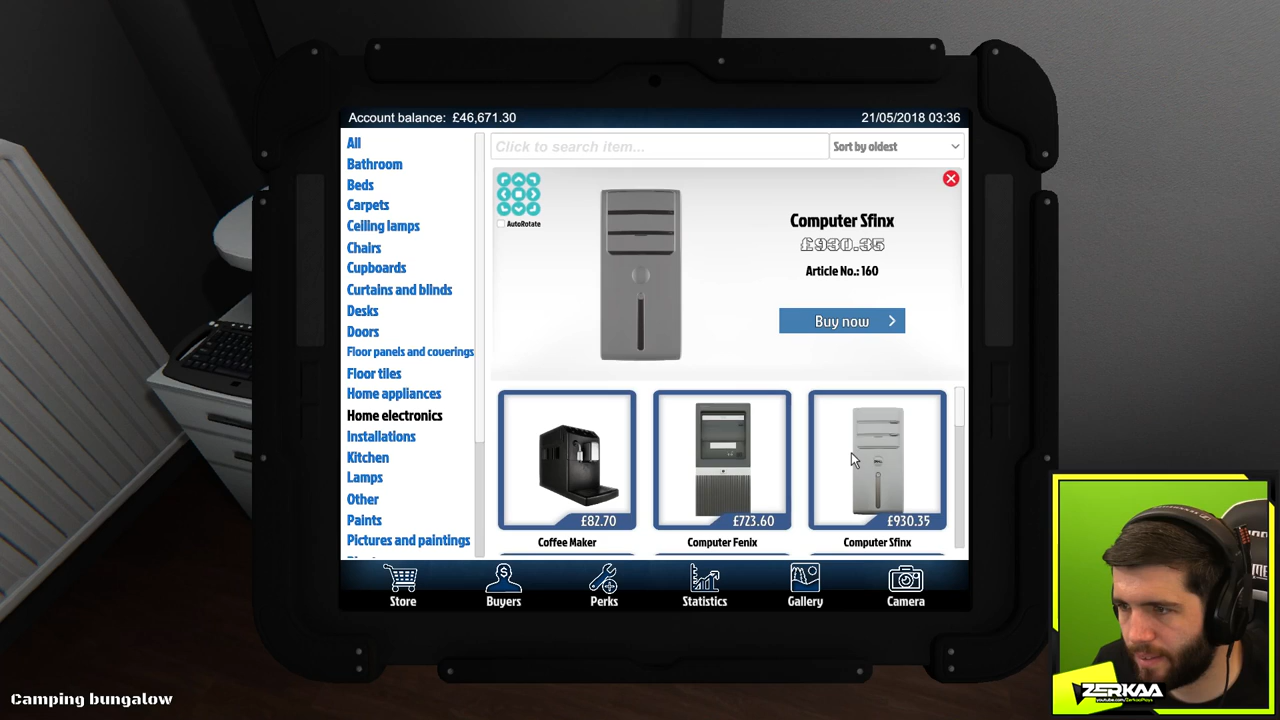 Account balance: £46,671.30
21/05/2018 03:36
All
Bathroom
Beds
Carpets
Ceiling lamps
Chairs
Cupboards
Curtains and blinds
Desks
Doors
Floor panels and coverings
Floor tiles
Home appliances
Home electronics
Installations
Kitchen
Lamps
Other
Paints
Pictures and paintings
Click to search item...
Sort by oldest
AutoRotate
Computer Sfinx
£930.35
Article No.: 160
Buy now
£82.70
£723.60
£930.35
Coffee Maker
Computer Fenix
Computer Sfinx
Store
Buyers
Perks
Statistics
Gallery
Camera
Camping bungalow
ZERKAA
youtube.com/ZerkaaPlays